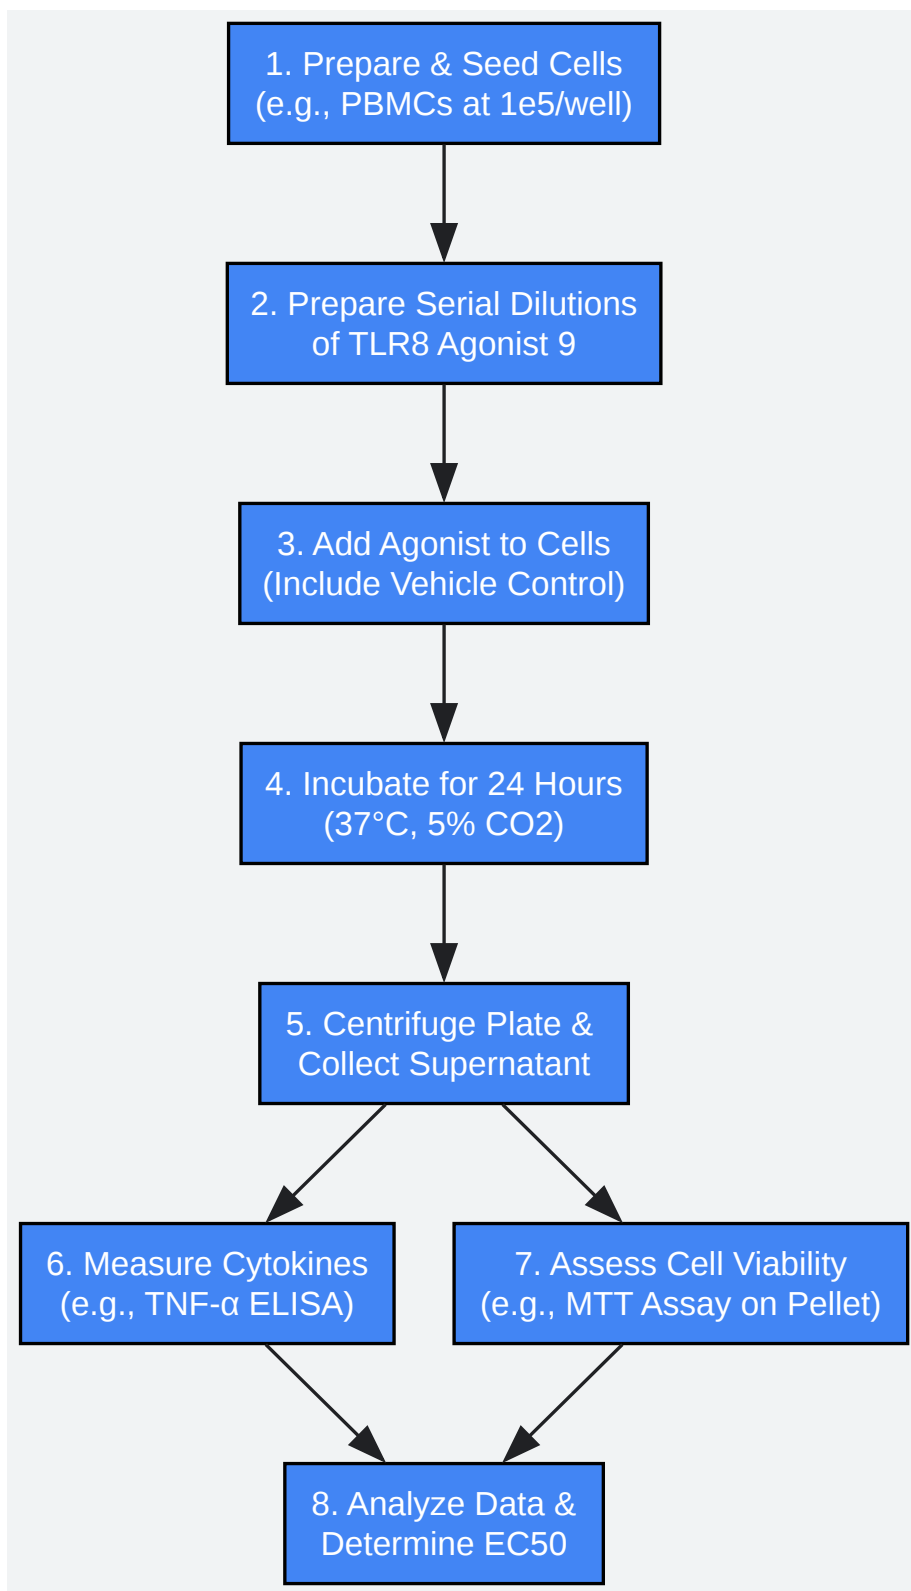 1. Prepare & Seed Cells
(e.g., PBMCs at 1e5/well)
2. Prepare Serial Dilutions
of TLR8 Agonist 9
3. Add Agonist to Cells
(Include Vehicle Control)
4. Incubate for 24 Hours
(37°C, 5% CO2)
5. Centrifuge Plate &
Collect Supernatant
6. Measure Cytokines
(e.g., TNF-α ELISA)
7. Assess Cell Viability
(e.g., MTT Assay on Pellet)
8. Analyze Data &
Determine EC50